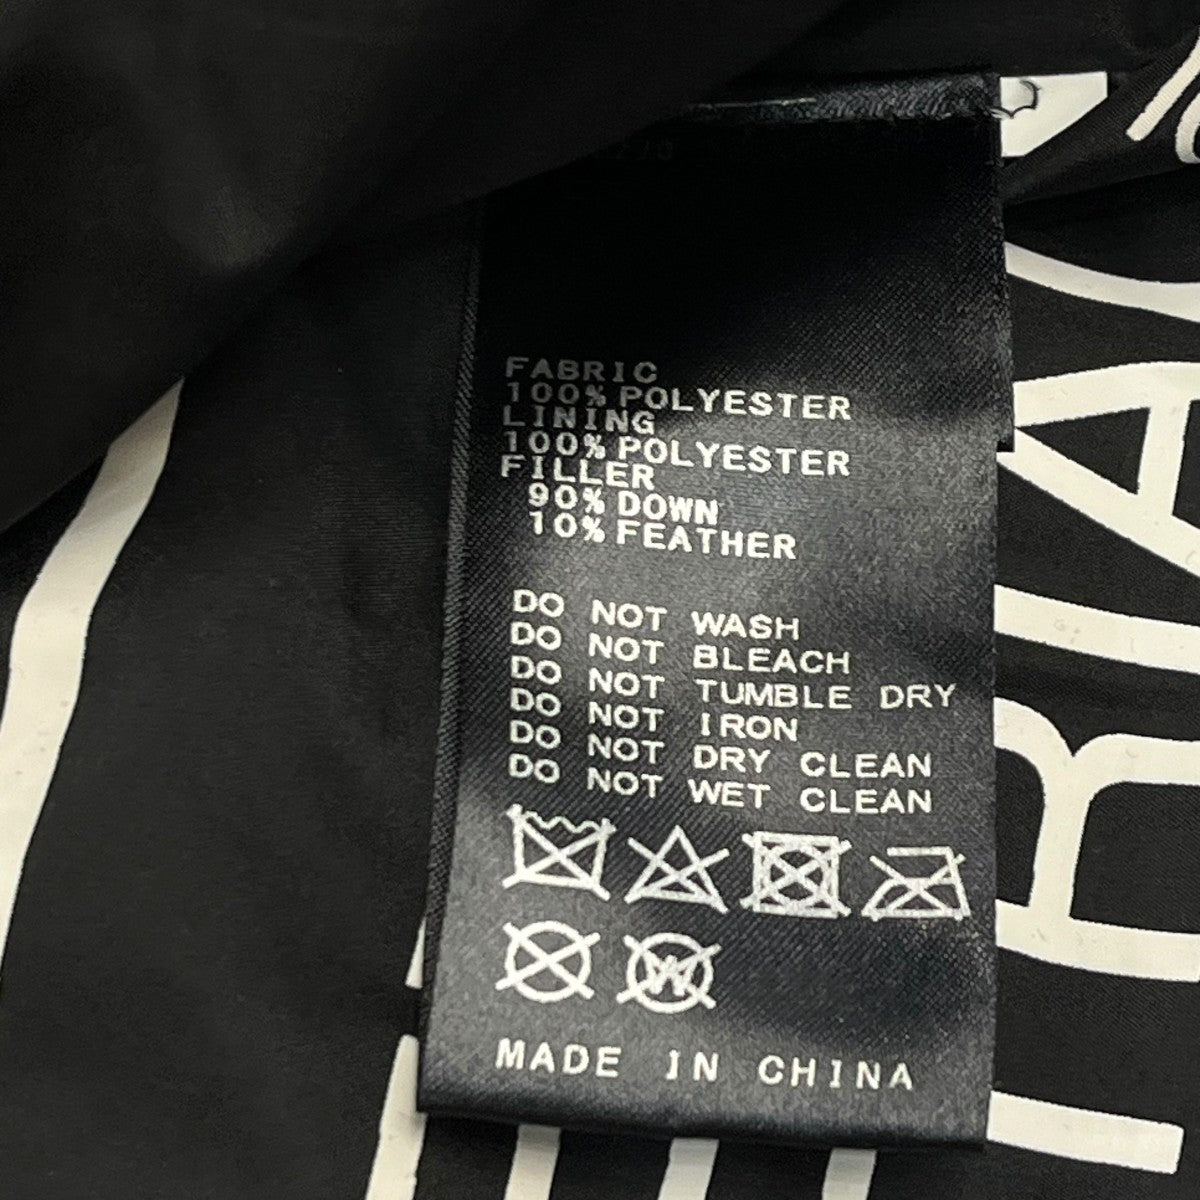 FABRIC
100% POLYESTER
LINING
100% POLYESTER
FILLER
90% DOWN
10% FEATHER
DO NOT WASH
DO NOT BLEACH
DO NOT TUMBLE DRY
DO NOT IRON
DO NOT DRY CLEAN
DO NOT WET CLEAN
W
MADE IN CHINA